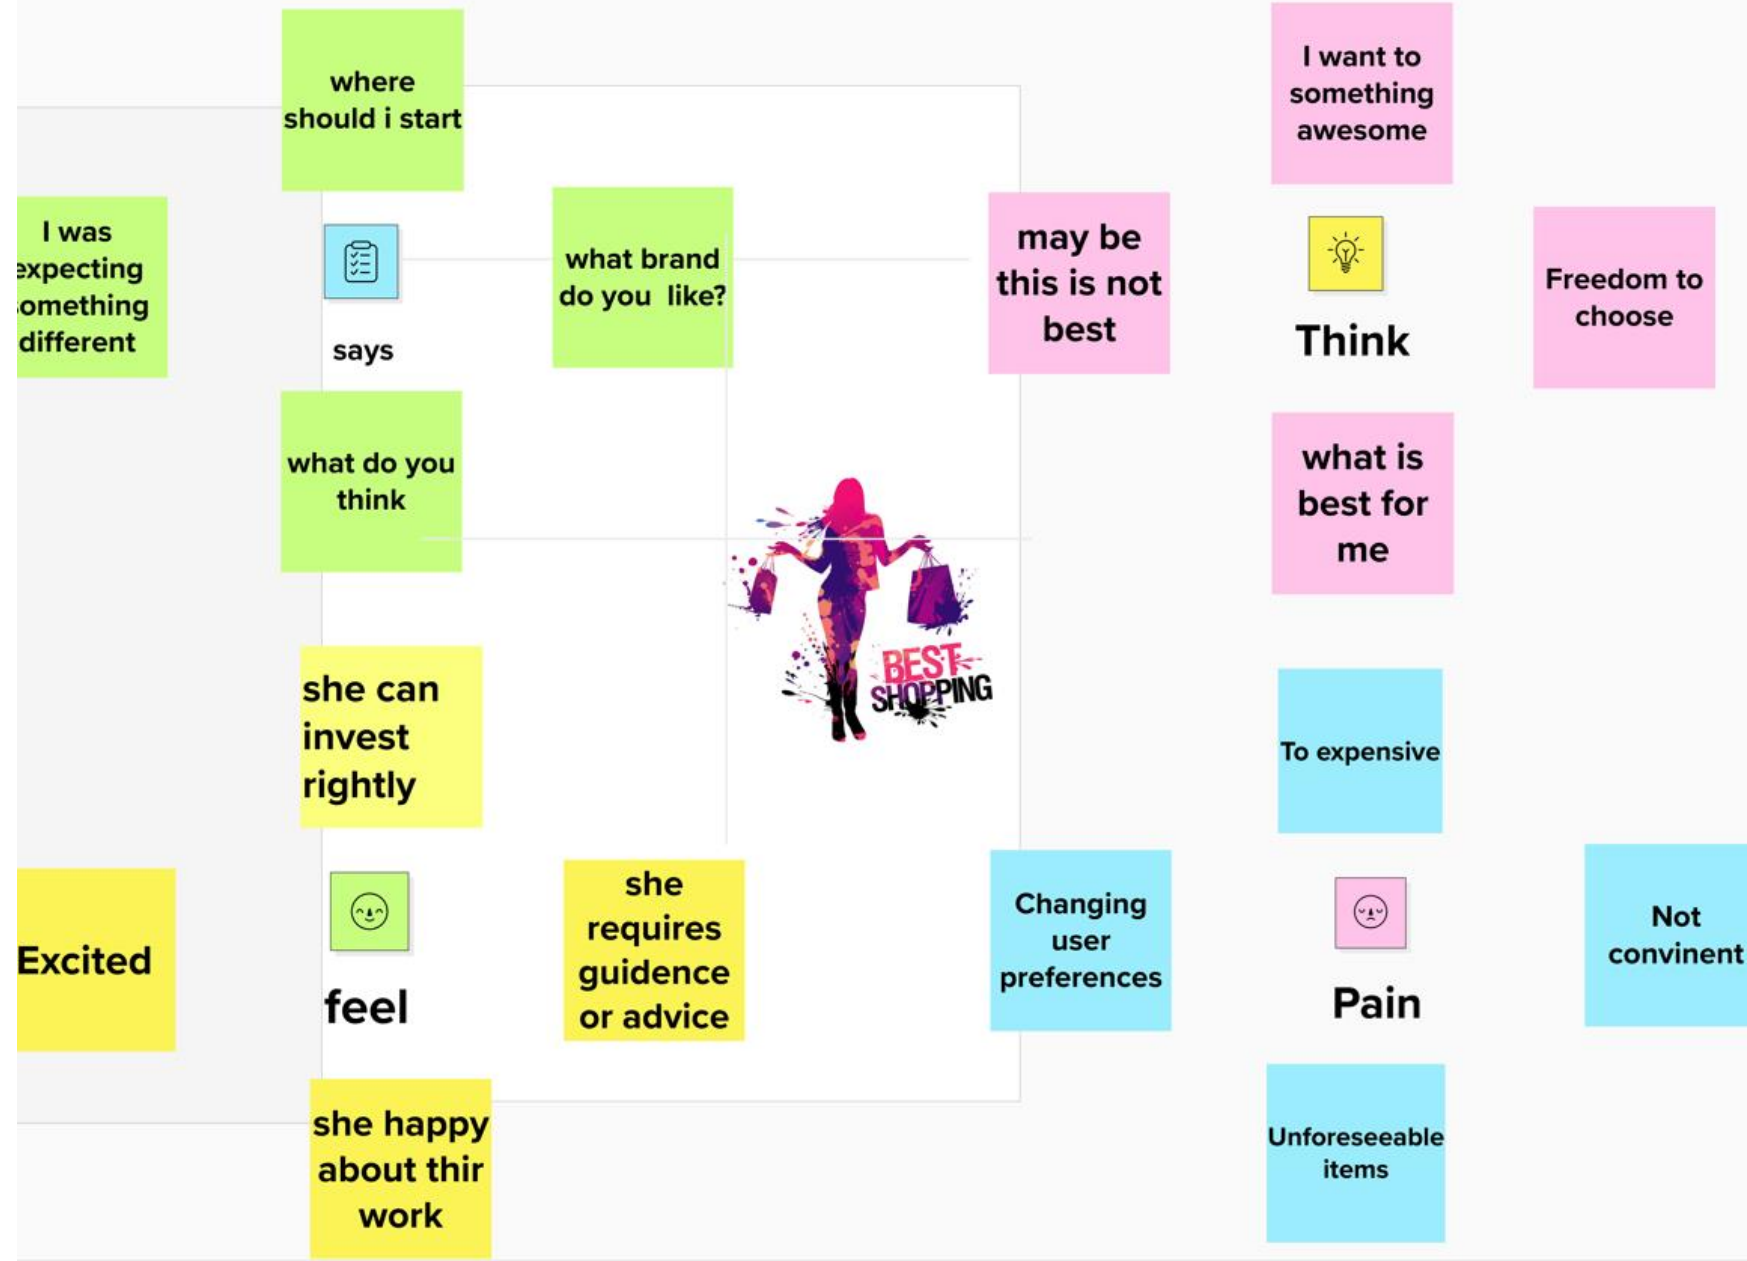 where
should i start
I was
expecting
something
different
says
what brand
do you like?
what do you
think
I want to
something
awesome
may be
this is not
best
Think
Freedom to
choose
what is
best for
me
BEST
SHOPPING
she can
invest
rightly
Excited
feel
she
requires
guidence
or advice
she happy
about thir
work
To expensive
Changing
user
preferences
Pain
Not
convinent
Unforeseeable
items